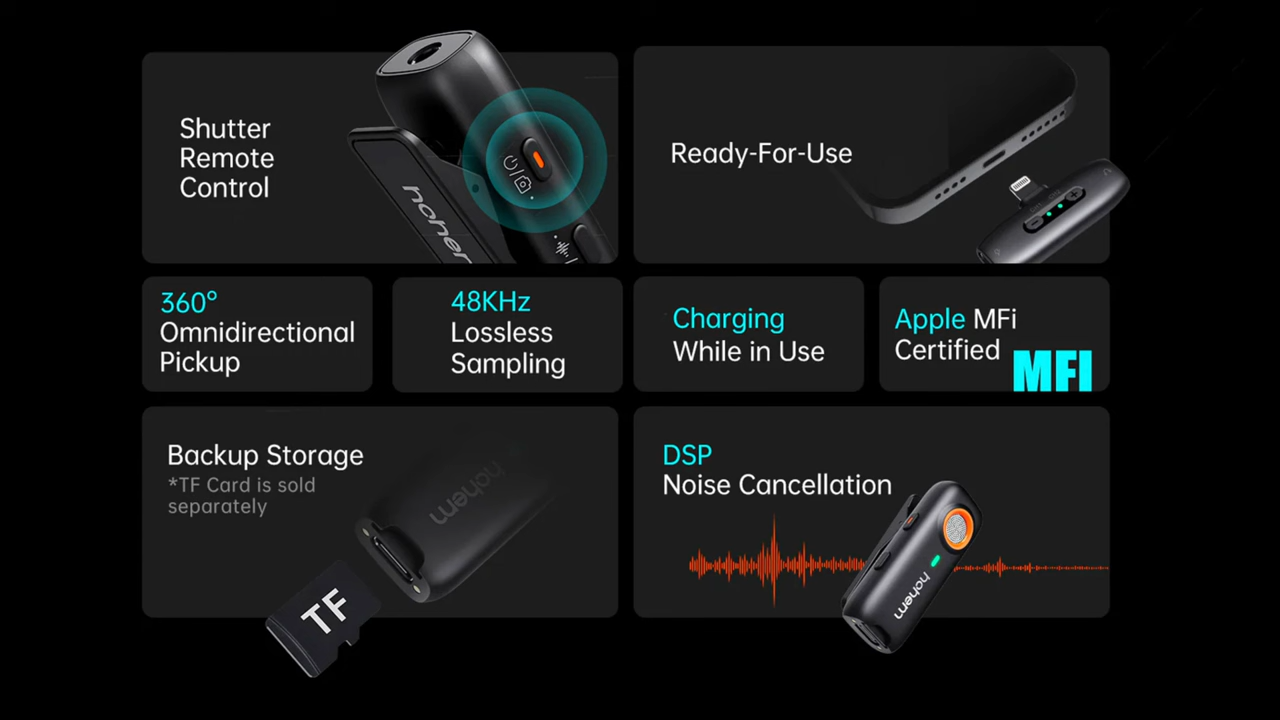 Shutter
Remote
Control
hohem
Ready-For-Use
360°
Omnidirectional
Pickup
48KHz
Lossless
Sampling
Charging
While in Use
Apple MFi
Certified
MFI
Backup Storage
*TF Card is sold
separately
hohem
TF
DSP
Noise Cancellation
hohem